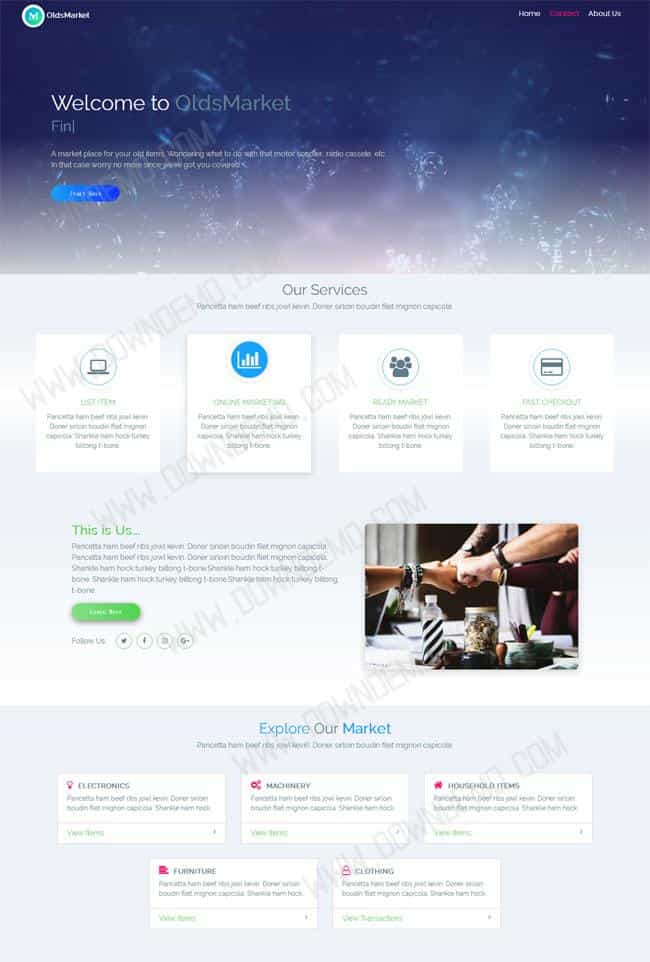 OldsMarket
Home Contact About Us
Welcome to OldsMarket
Fin|
A market place for your old items. Wondering what to do with that motor, scooter, radio cassete, etc.
In that case worry no more since we've got you covered.
Start Here
Our Services
Pancetta ham beef ribs jowl kevin. Doner sirloin boudin filet mignon capicola
LIST ITEM
Pancetta ham beef ribs jowl kevin.
Doner sirloin boudin filet mignon
capicola. Shankle ham hock turkey
biltong t-bone.
ONLINE MARKETING
Pancetta ham beef ribs jowl kevin.
Doner sirloin boudin filet mignon
capicola. Shankle ham hock turkey
biltong t-bone.
READY MARKET
Pancetta ham beef ribs jowl kevin.
Doner sirloin boudin filet mignon
capicola. Shankle ham hock turkey
biltong t-bone.
FAST CHECKOUT
Pancetta ham beef ribs jowl kevin.
Doner sirloin boudin filet mignon
capicola. Shankle ham hock turkey
biltong t-bone.
This is Us...
Pancetta ham beef ribs jowl kevin. Doner sirloin boudin filet mignon capicola.
Pancetta ham beef ribs jowl kevin. Doner sirloin boudin filet mignon capicola.
Shankle ham hock turkey biltong t-bone.Shankle ham hock turkey biltong t-
bone. Shankle ham hock turkey biltong t-bone.Shankle ham hock turkey biltong
t-bone.
Learn More
Follow Us:
Explore Our Market
Pancetta ham beef ribs jowl kevin. Doner sirloin boudin filet mignon capicola
ELECTRONICS
Pancetta ham beef ribs jowl kevin. Doner sirloin
boudin filet mignon capicola. Shankle ham hock.
View Items
MACHINERY
Pancetta ham beef ribs jowl kevin. Doner sirloin
boudin filet mignon capicola. Shankle ham hock.
View Items
HOUSEHOLD ITEMS
Pancetta ham beef ribs jowl kevin. Doner sirloin
boudin filet mignon capicola. Shankle ham hock.
View Items
FURNITURE
Pancetta ham beef ribs jowl kevin. Doner sirloin
boudin filet mignon capicola. Shankle ham hock.
View Items
CLOTHING
Pancetta ham beef ribs jowl kevin. Doner sirloin
boudin filet mignon capicola. Shankle ham hock.
View Transactions
WWW.DOWNDEMO.COM
WWW.DOWNDEMO.COM
WWW.DOWNDEMO.COM
WWW.DOWNDEMO.COM
WWW.DOWNDEMO.COM